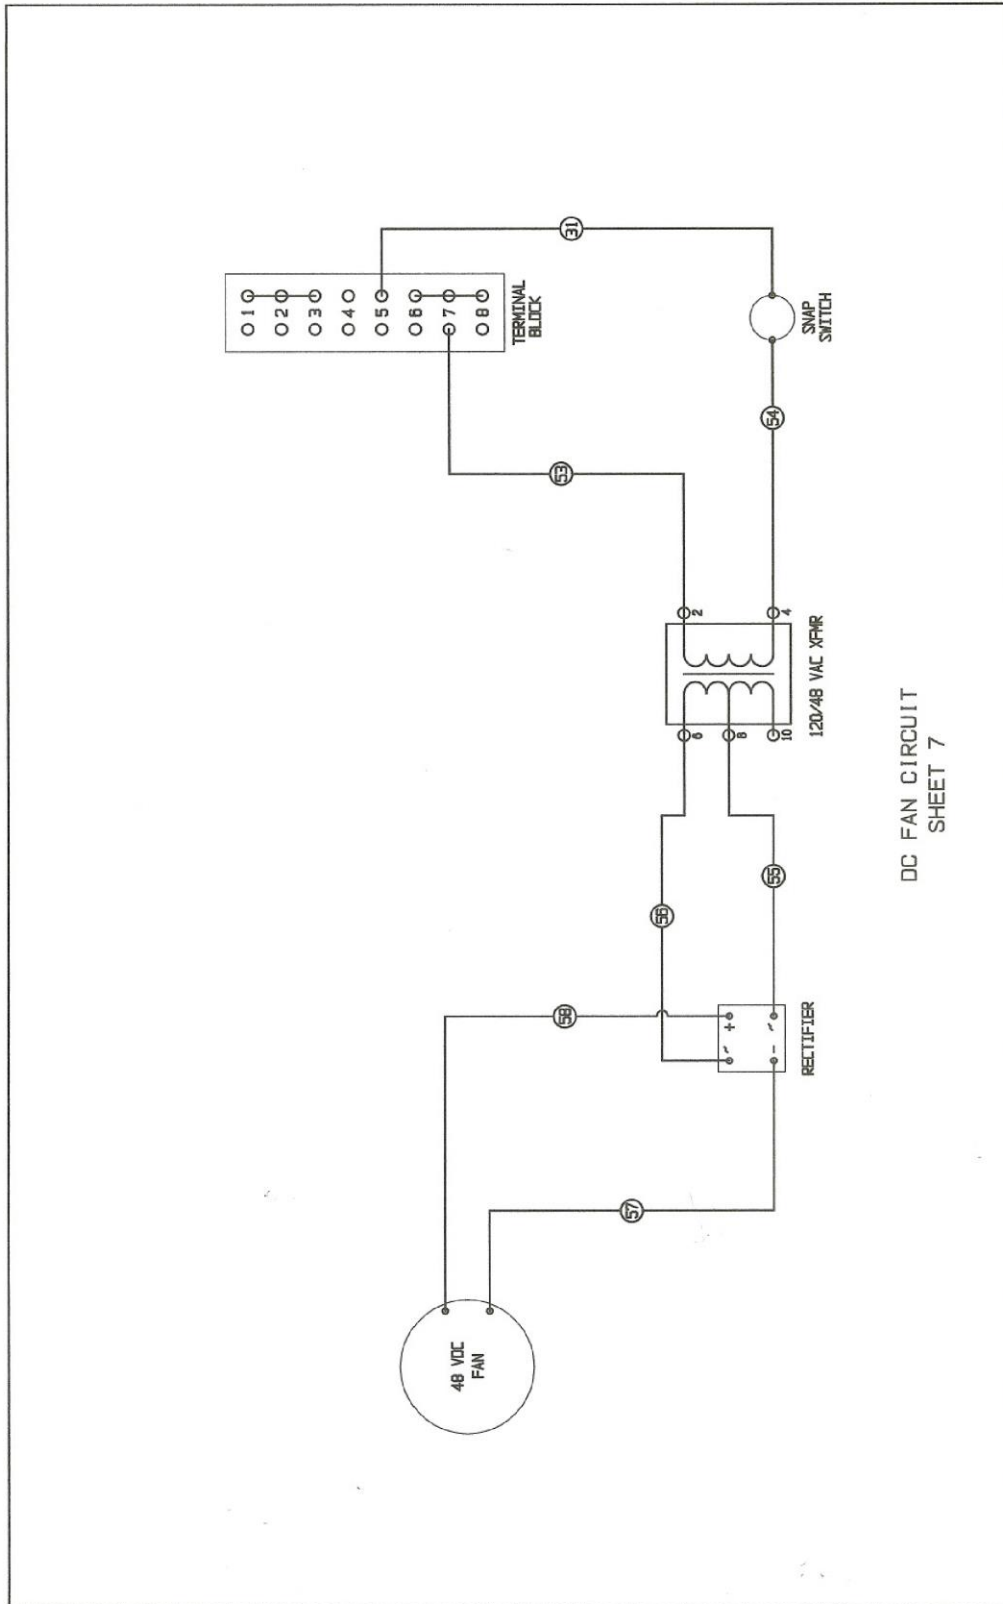 1
2
3
4
5
6
7
8
TERMINAL
BLOCK
31
53
SNAP
SWITCH
54
2
4
6
8
10
120/48 VAC XFMR
56
55
58
+
~
-
~
RECTIFIER
57
48 VDC
FAN
DC FAN CIRCUIT
SHEET 7